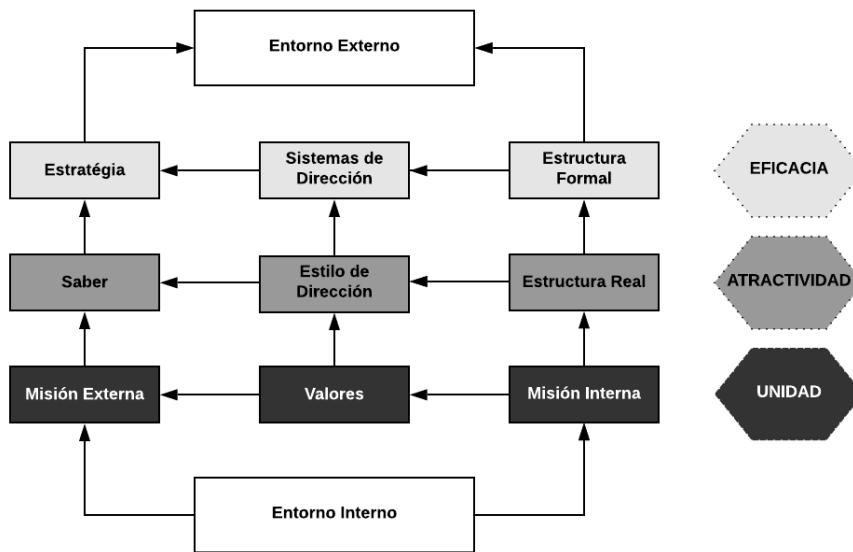 Entorno Externo
Estratégia
Sistemas de
Dirección
Estructura
Formal
EFICACIA
Saber
Estilo de
Dirección
Estructura Real
ATRACTIVIDAD
Misión Externa
Valores
Misión Interna
UNIDAD
Entorno Interno